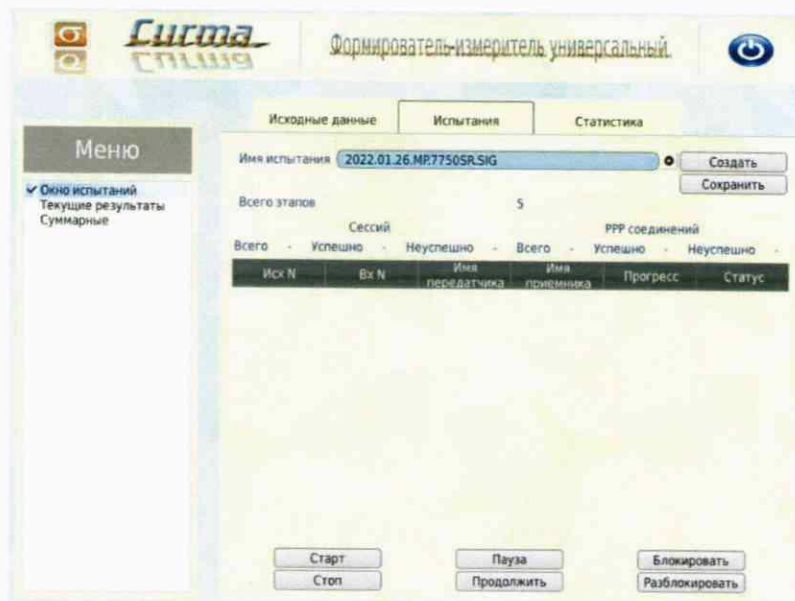 σ Сигма Формирователь-измеритель универсальный.
Исходные данные Испытания Статистика
Меню
Имя испытания 2022.01.26.MP.7750SR.SIG Создать
Сохранить
✔ Окно испытаний
Текущие результаты
Суммарные
Всего этапов 5
Сессий PPP соединений
Всего - Успешно - Неуспешно - Всего - Успешно - Неуспешно -
Исх N Вх N Имя передатчика Имя приемника Прогресс Статус
Старт Пауза Блокировать
Стоп Продолжить Разблокировать